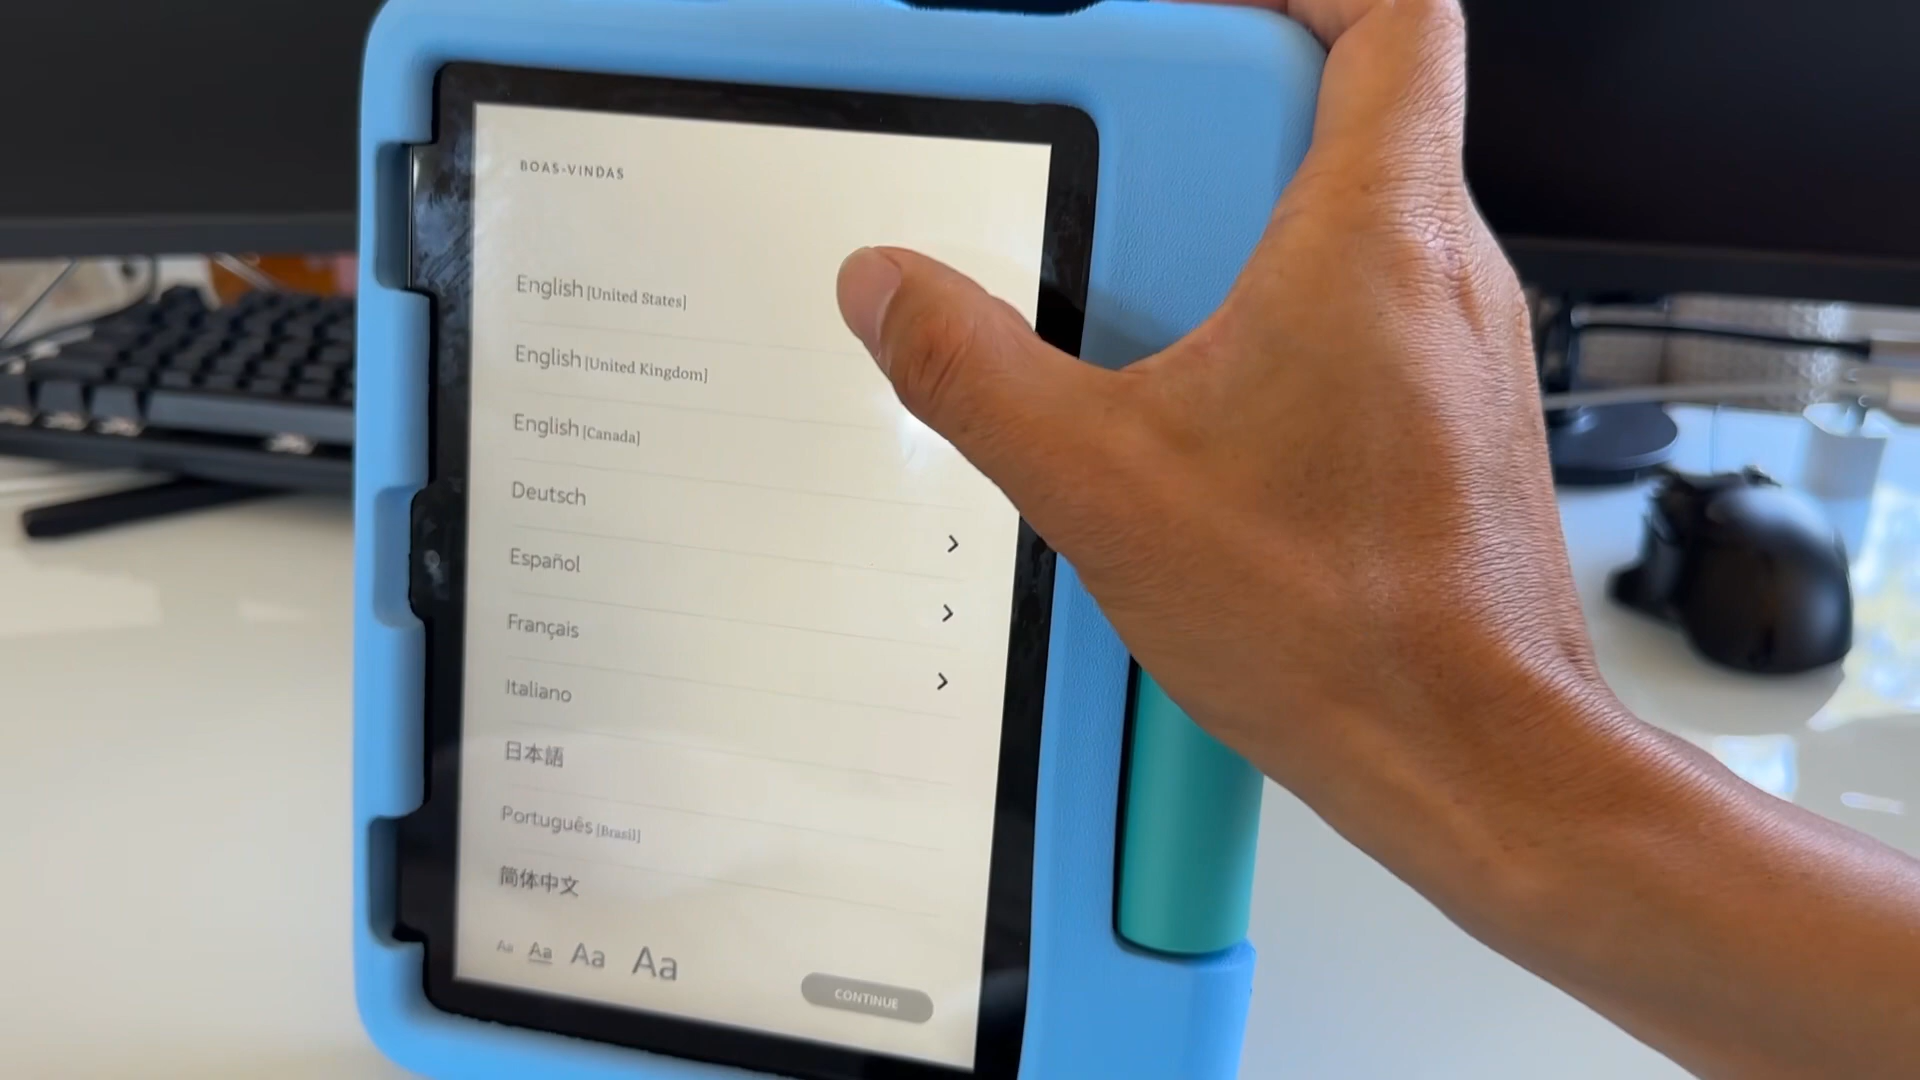 BOAS-VINDAS
English [United States]
English [United Kingdom]
English [Canada]
Deutsch
Español
Français
Italiano
日本語
Português [Brasil]
简体中文
Aa Aa Aa Aa
CONTINUE